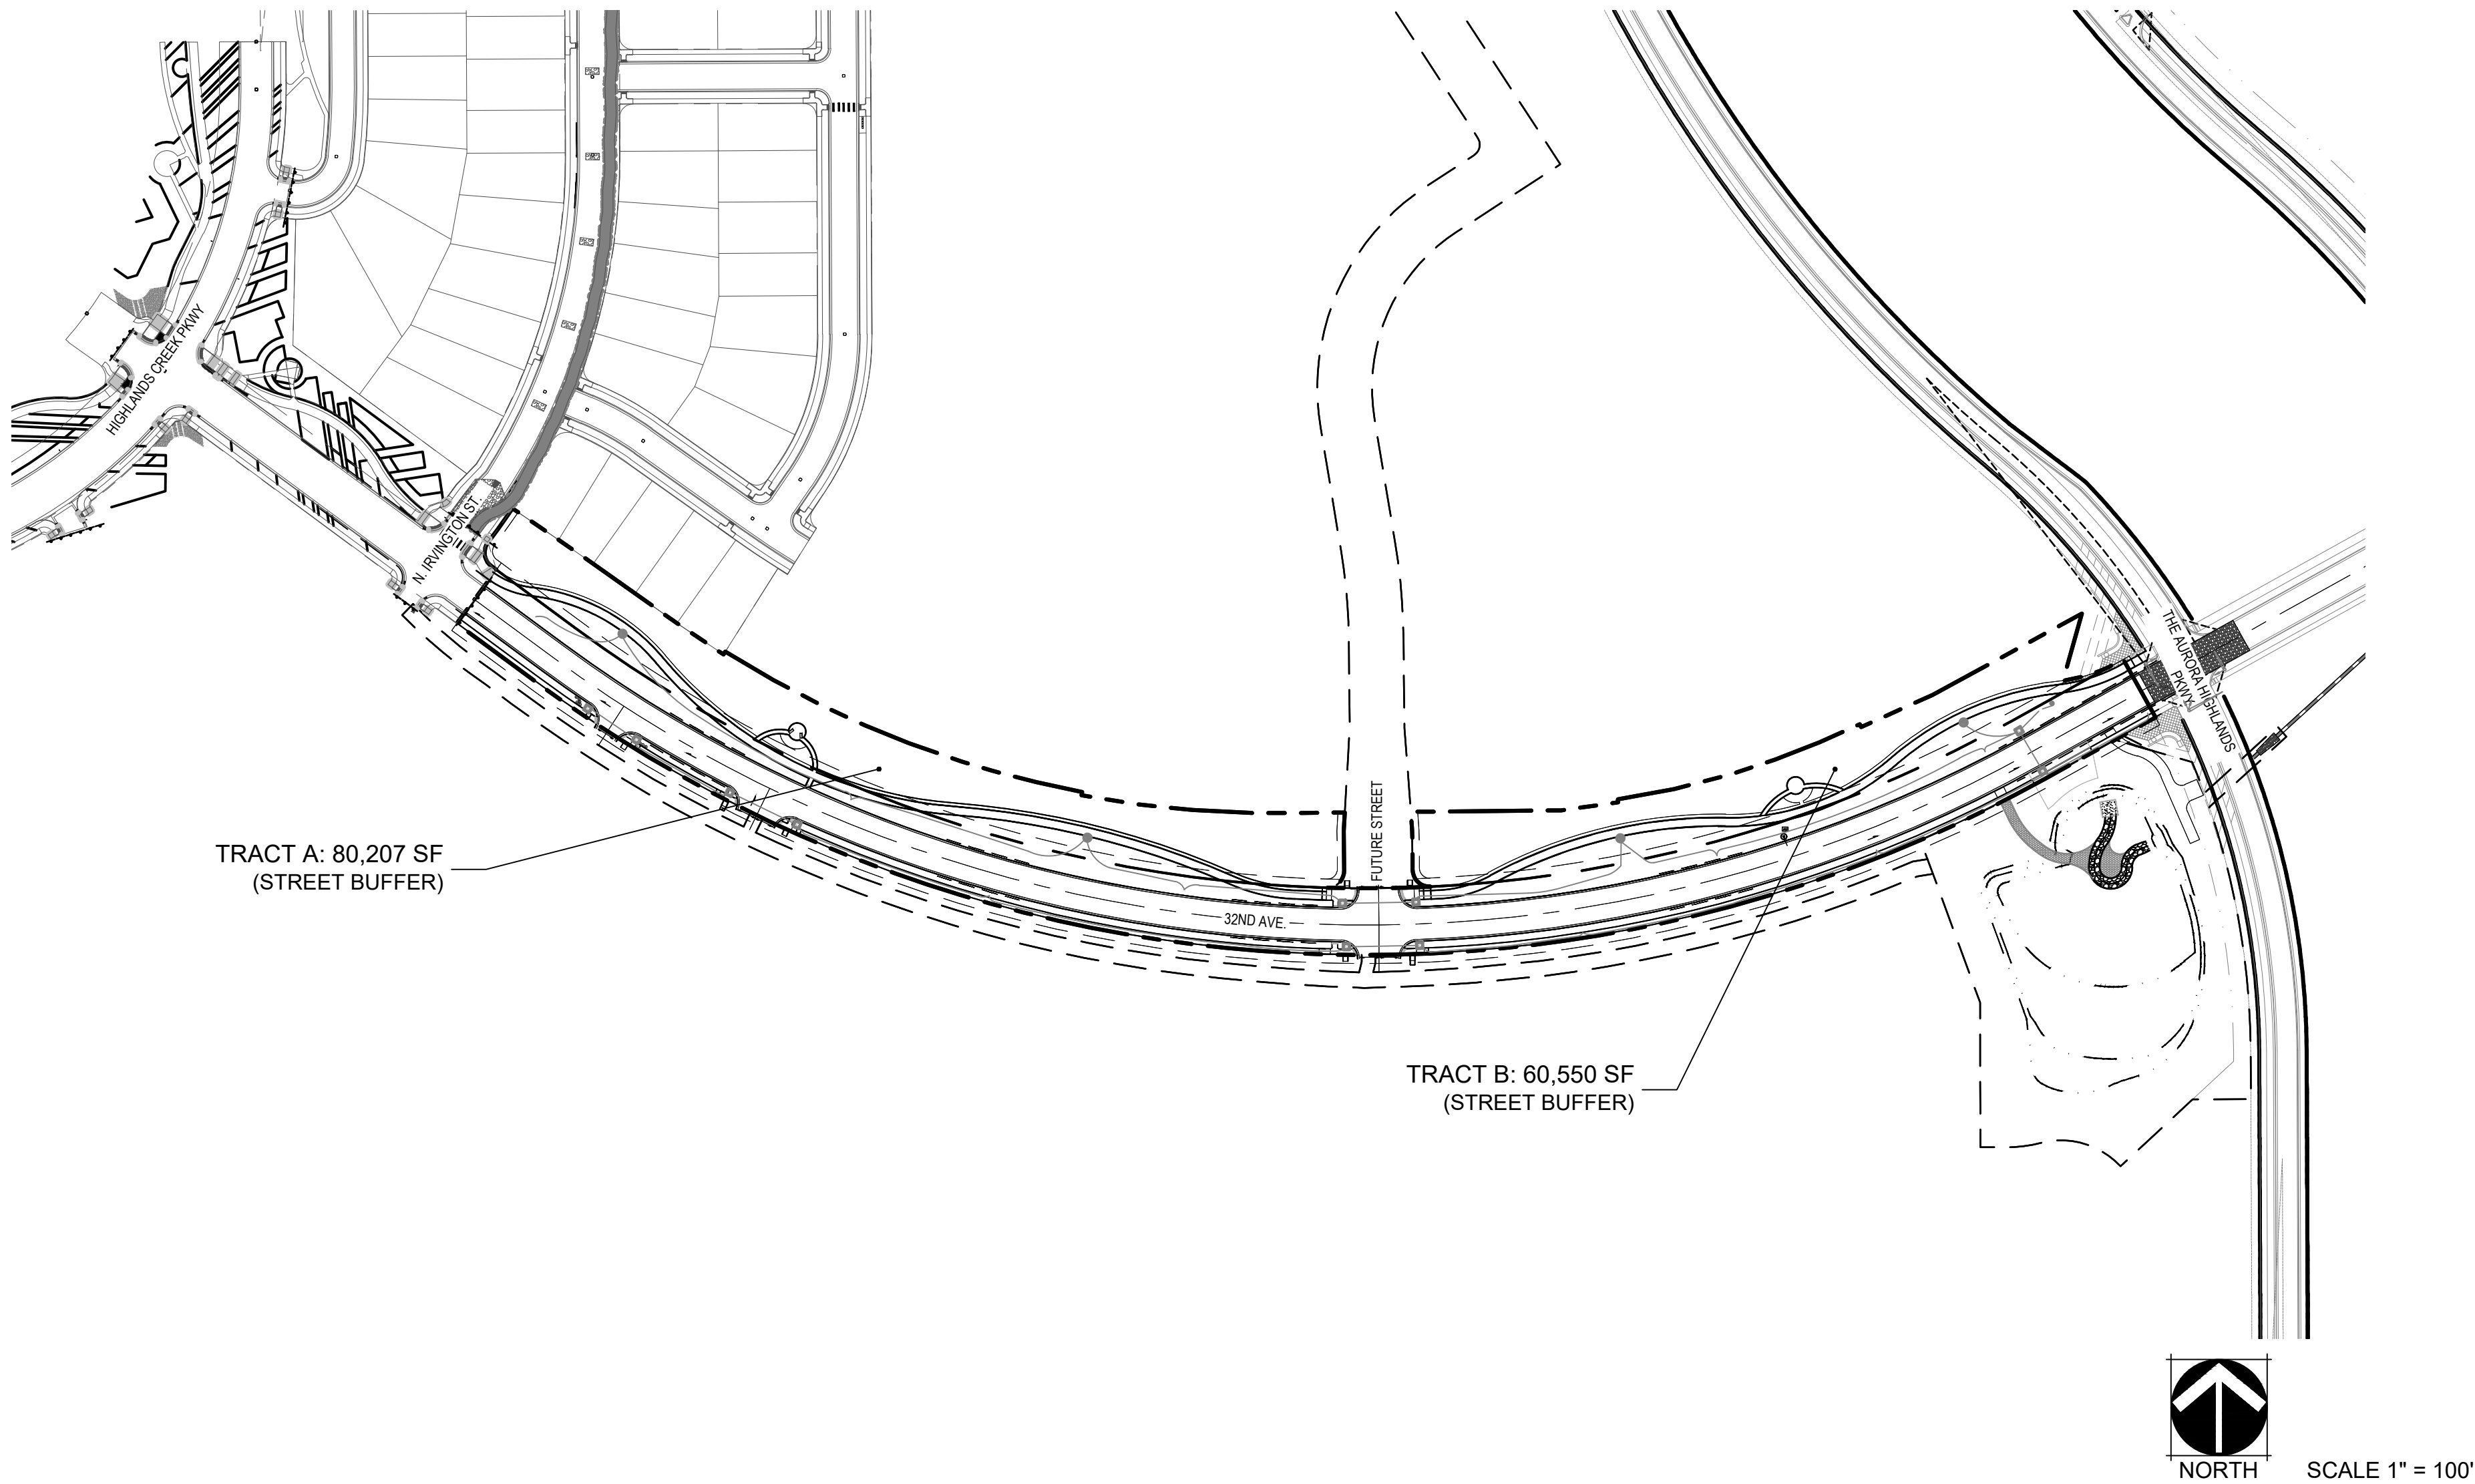 HIGHLANDS CREEK PKWY
N. IRVINGTON ST.
THE AURORA HIGHLANDS
PKWY
FUTURE STREET
TRACT A: 80,207 SF
(STREET BUFFER)
32ND AVE.
TRACT B: 60,550 SF
(STREET BUFFER)
NORTH
SCALE 1" = 100'